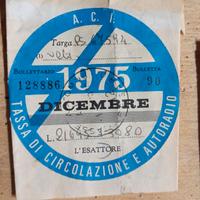 A. C. I.
Targa
BOLLETTARIO
BOLLETTA
1975
128886
90
DICEMBRE
L.
L'ESATTORE
TASSA DI CIRCOLAZIONE E AUTORADIO